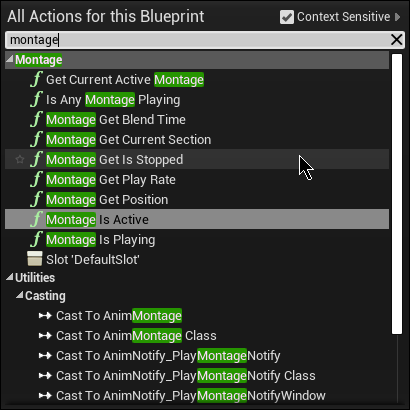 All Actions for this Blueprint Context Sensitive
montage
Montage
Get Current Active Montage
Is Any Montage Playing
Montage Get Blend Time
Montage Get Current Section
Montage Get Is Stopped
Montage Get Play Rate
Montage Get Position
Montage Is Active
Montage Is Playing
Slot 'DefaultSlot'
Utilities
Casting
Cast To AnimMontage
Cast To AnimMontage Class
Cast To AnimNotify_PlayMontageNotify
Cast To AnimNotify_PlayMontageNotify Class
Cast To AnimNotify_PlayMontageNotifyWindow